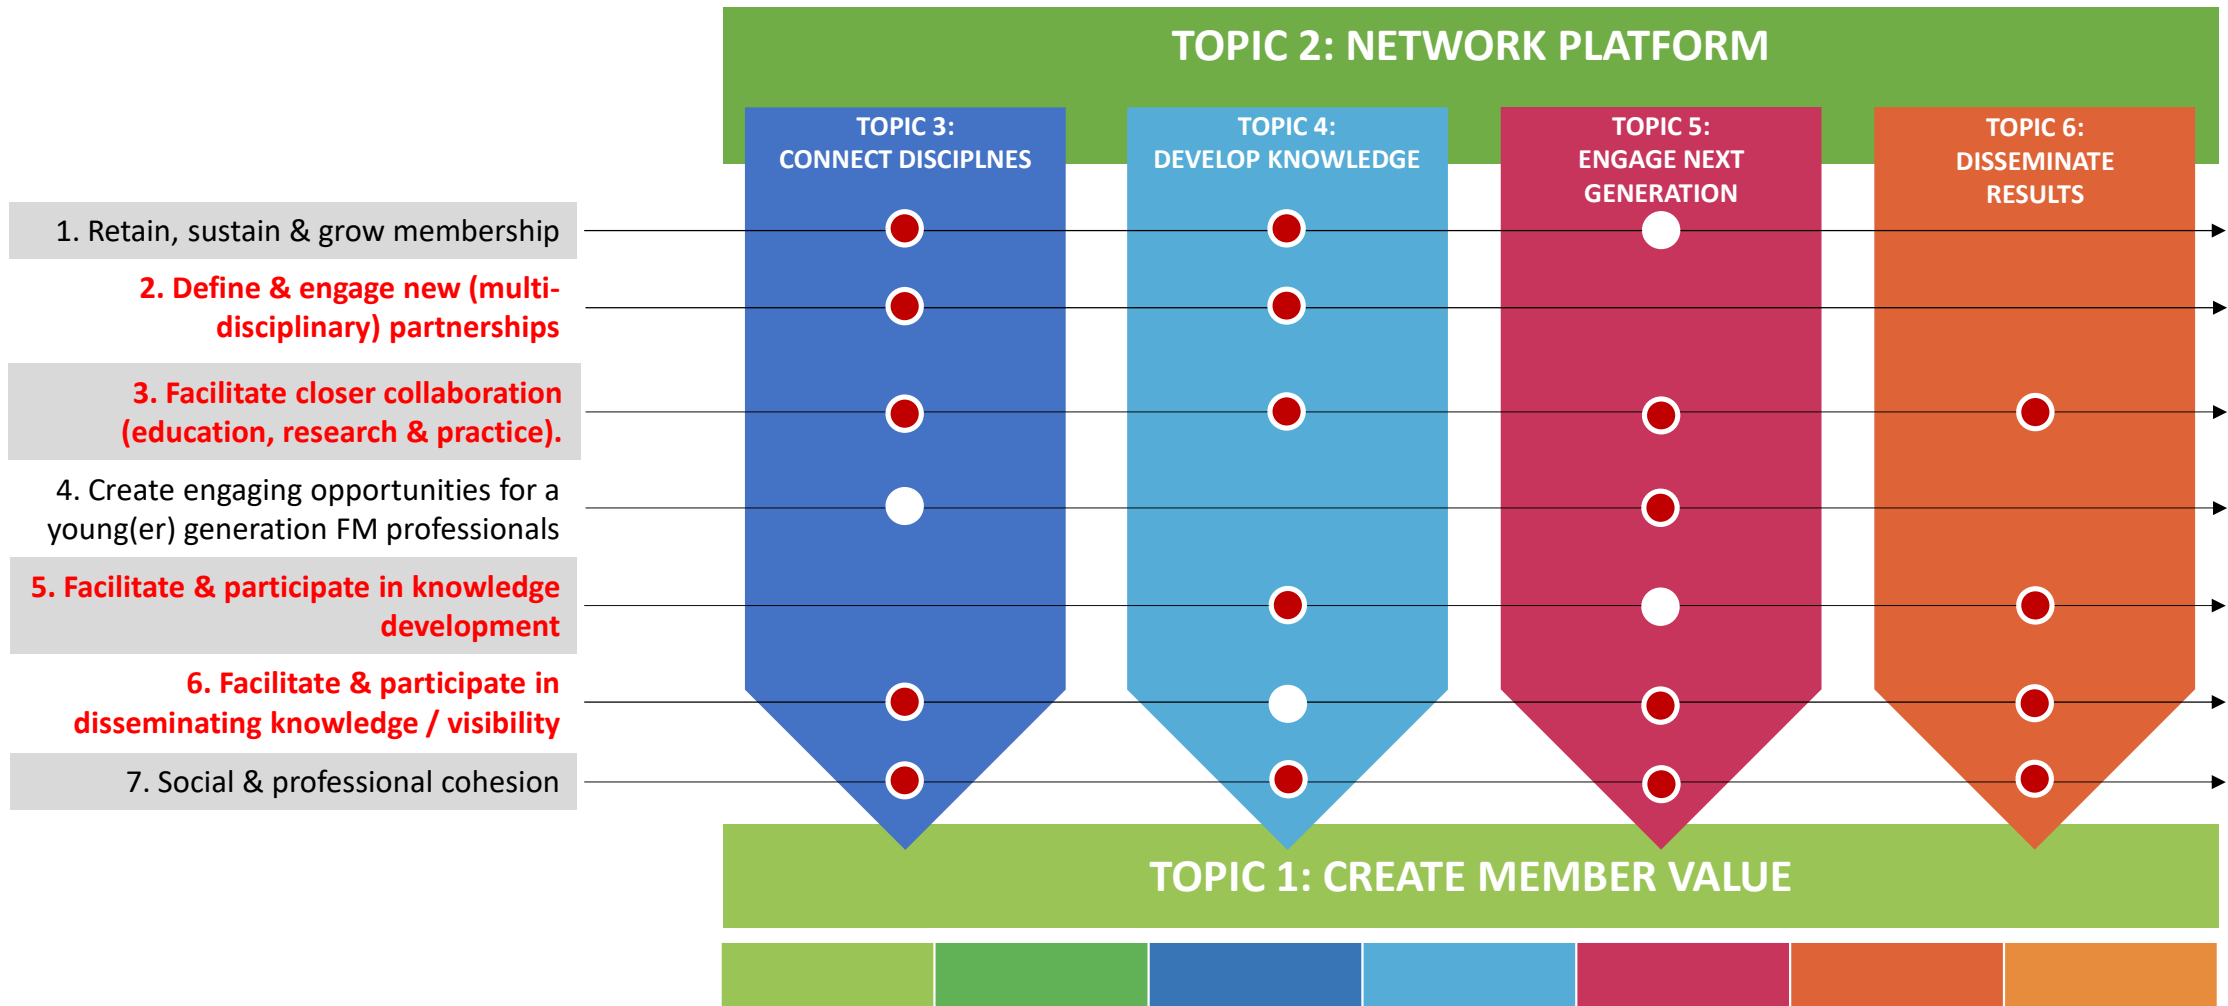 TOPIC 2: NETWORK PLATFORM
TOPIC 3:
CONNECT DISCIPLNES
TOPIC 4:
DEVELOP KNOWLEDGE
TOPIC 5:
ENGAGE NEXT
GENERATION
TOPIC 6:
DISSEMINATE
RESULTS
1. Retain, sustain & grow membership
2. Define & engage new (multi-
disciplinary) partnerships
3. Facilitate closer collaboration
(education, research & practice).
4. Create engaging opportunities for a
young(er) generation FM professionals
5. Facilitate & participate in knowledge
development
6. Facilitate & participate in
disseminating knowledge / visibility
7. Social & professional cohesion
TOPIC 1: CREATE MEMBER VALUE